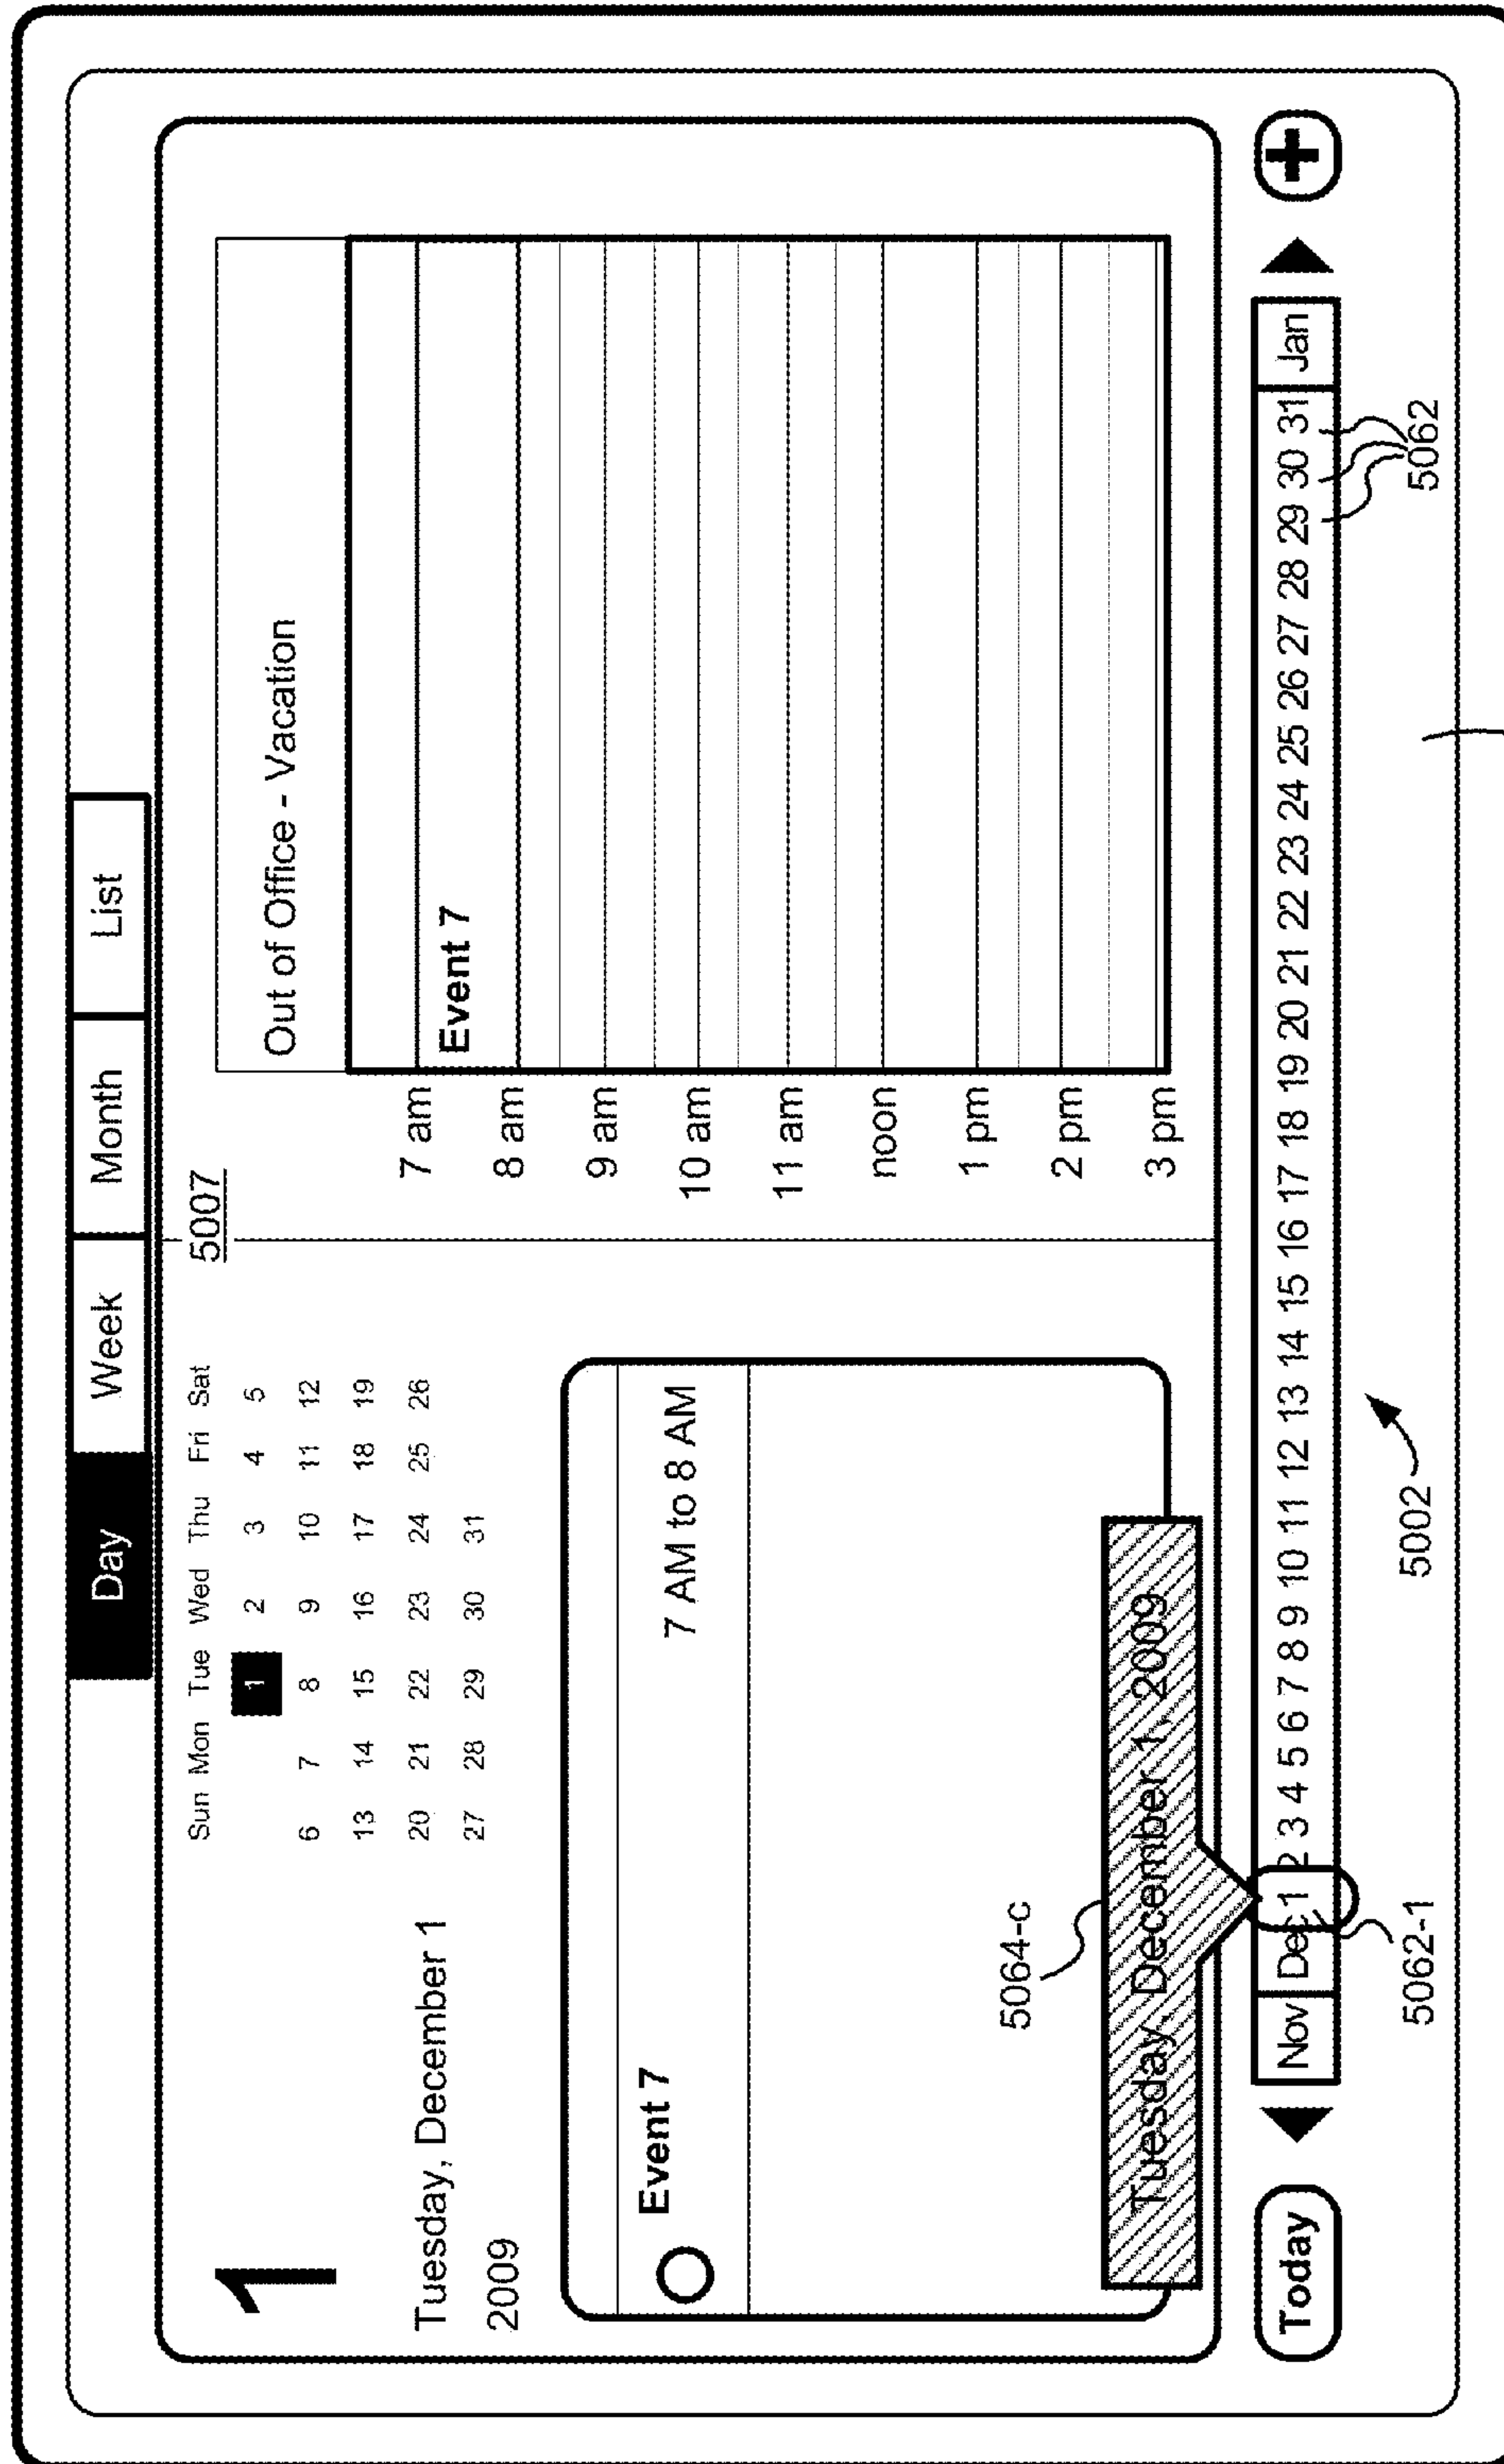 Day Week Month List
5007
1
Tuesday, December 1
2009
Sun Mon Tue Wed Thu Fri Sat
1 2 3 4 5
6 7 8 9 10 11 12
13 14 15 16 17 18 19
20 21 22 23 24 25 26
27 28 29 30 31
Event 7
7 AM to 8 AM
5064-c
Tuesday, December 1, 2009
Out of Office - Vacation
7 am
Event 7
8 am
9 am
10 am
11 am
noon
1 pm
2 pm
3 pm
Today Nov Dec 1 2 3 4 5 6 7 8 9 10 11 12 13 14 15 16 17 18 19 20 21 22 23 24 25 26 27 28 29 30 31 Jan +
5062-1
5002
5062